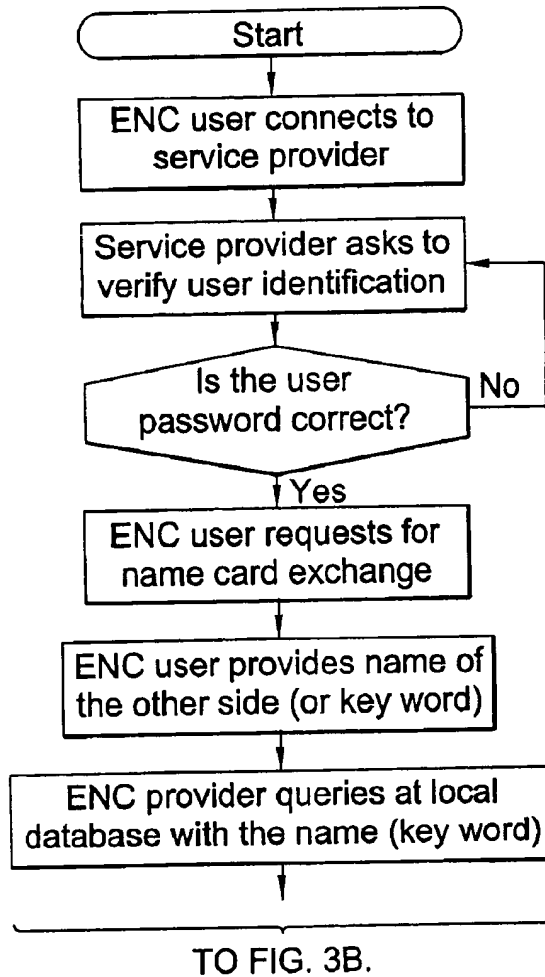 Start
ENC user connects to
service provider
Service provider asks to
verify user identification
Is the user
password correct?
No
Yes
ENC user requests for
name card exchange
ENC user provides name of
the other side (or key word)
ENC provider queries at local
database with the name (key word)
TO FIG. 3B.